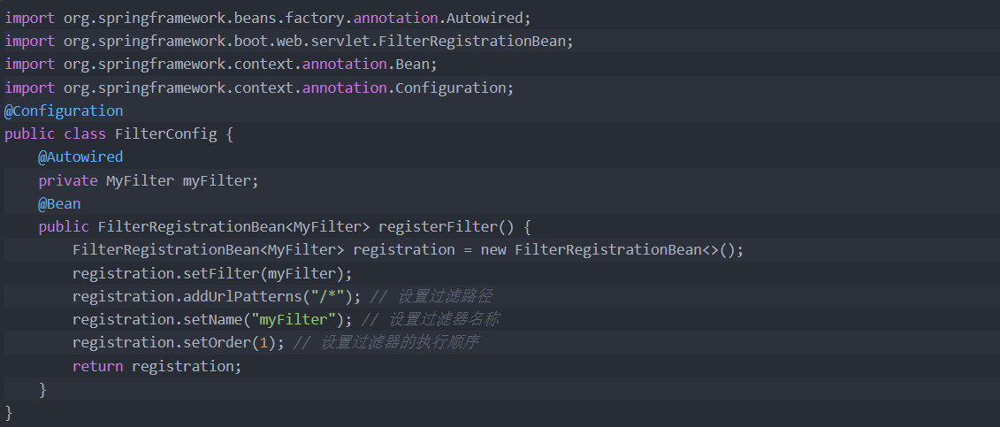 import org.springframework.beans.factory.annotation.Autowired;
import org.springframework.boot.web.servlet.FilterRegistrationBean;
import org.springframework.context.annotation.Bean;
import org.springframework.context.annotation.Configuration;
@Configuration
public class FilterConfig {
    @Autowired
    private MyFilter myFilter;
    @Bean
    public FilterRegistrationBean<MyFilter> registerFilter() {
        FilterRegistrationBean<MyFilter> registration = new FilterRegistrationBean<>();
        registration.setFilter(myFilter);
        registration.addUrlPatterns("/*"); // 设置过滤路径
        registration.setName("myFilter"); // 设置过滤器名称
        registration.setOrder(1); // 设置过滤器的执行顺序
        return registration;
    }
}